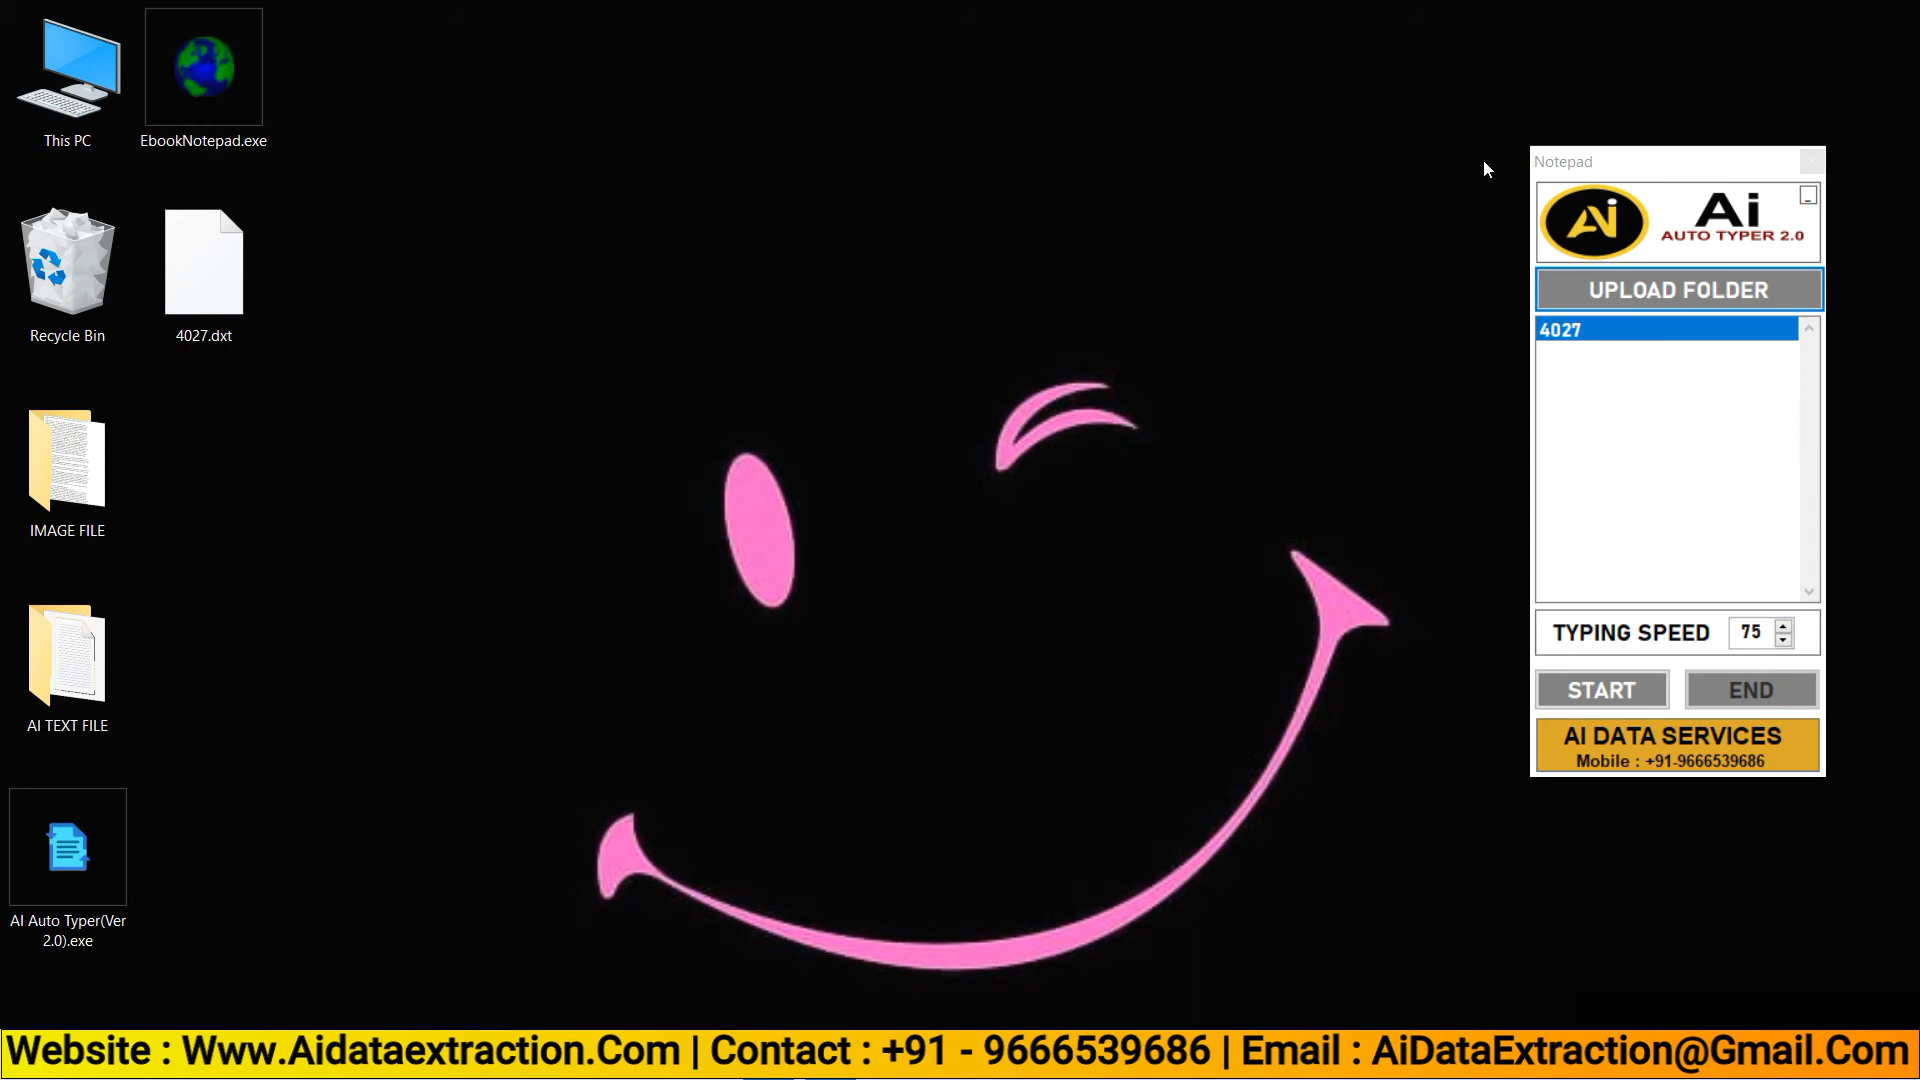 This PC
EbookNotepad.exe
Recycle Bin
4027.dxt
IMAGE FILE
AI TEXT FILE
AI Auto Typer(Ver
2.0).exe
Notepad
Ai
Ai
AUTO TYPER 2.0
UPLOAD FOLDER
4027
TYPING SPEED 75
START END
AI DATA SERVICES
Mobile : +91-9666539686
Website : Www.Aidataextraction.Com | Contact : +91 - 9666539686 | Email : AiDataExtraction@Gmail.Com